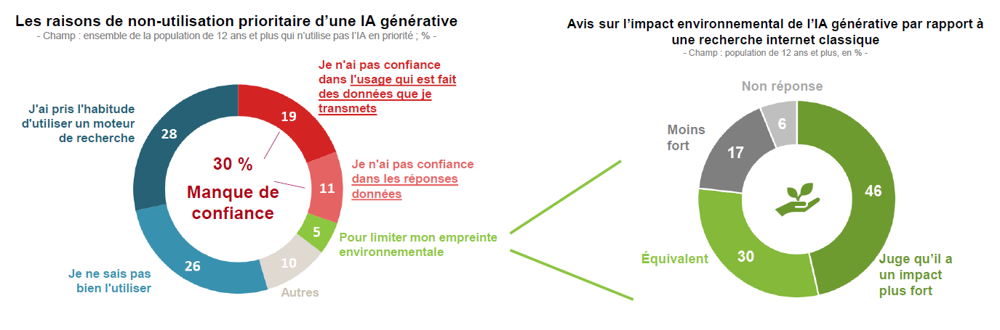 Les raisons de non-utilisation prioritaire d’une IA générative
- Champ : ensemble de la population de 12 ans et plus qui n’utilise pas l’IA en priorité ; % -
Je n'ai pas confiance
dans l'usage qui est fait
des données que je
transmets
19
J'ai pris l'habitude
d'utiliser un moteur
de recherche
28
30 %
Manque de
confiance
Je n'ai pas confiance
dans les réponses
données
11
5
Pour limiter mon empreinte
environnementale
10
Autres
26
Je ne sais pas
bien l'utiliser
Avis sur l’impact environnemental de l’IA générative par rapport à
une recherche internet classique
- Champ : population de 12 ans et plus, en % -
Non réponse
6
Moins
fort
17
46
Équivalent
30
Juge qu’il a
un impact
plus fort